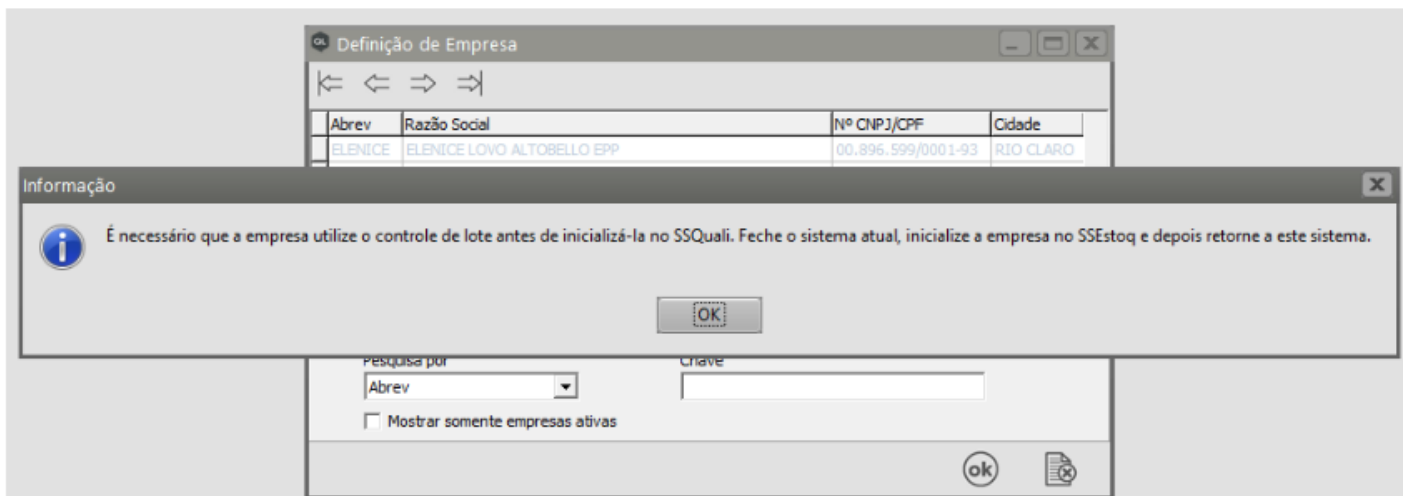 QL Definição de Empresa
Abrev Razão Social Nº CNPJ/CPF Cidade
ELENICE ELENICE LOVO ALTOBELLO EPP 00.896.599/0001-93 RIO CLARO
Informação
É necessário que a empresa utilize o controle de lote antes de inicializá-la no SSQuali. Feche o sistema atual, inicialize a empresa no SSEstoq e depois retorne a este sistema.
OK
Pesquisa por Chave
Abrev
Mostrar somente empresas ativas
ok